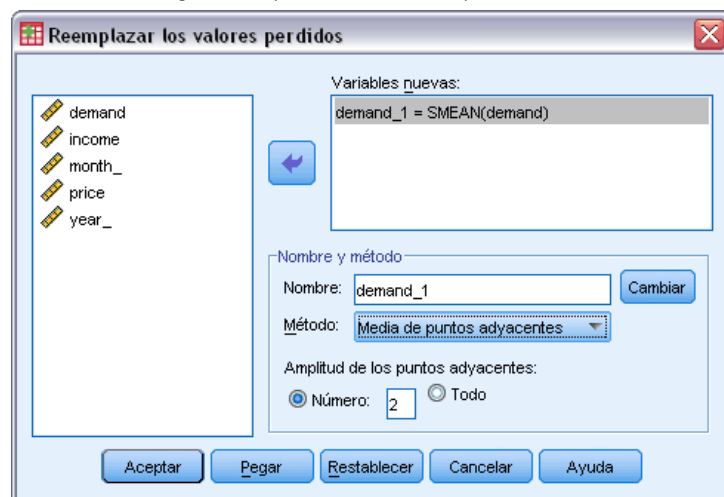 Reemplazar los valores perdidos
Variables nuevas:
demand
income
month_
price
year_
demand_1 = SMEAN(demand)
Nombre y método
Nombre: demand_1 Cambiar
Método: Media de puntos adyacentes
Amplitud de los puntos adyacentes:
Número: 2 Todo
Aceptar Pegar Restablecer Cancelar Ayuda